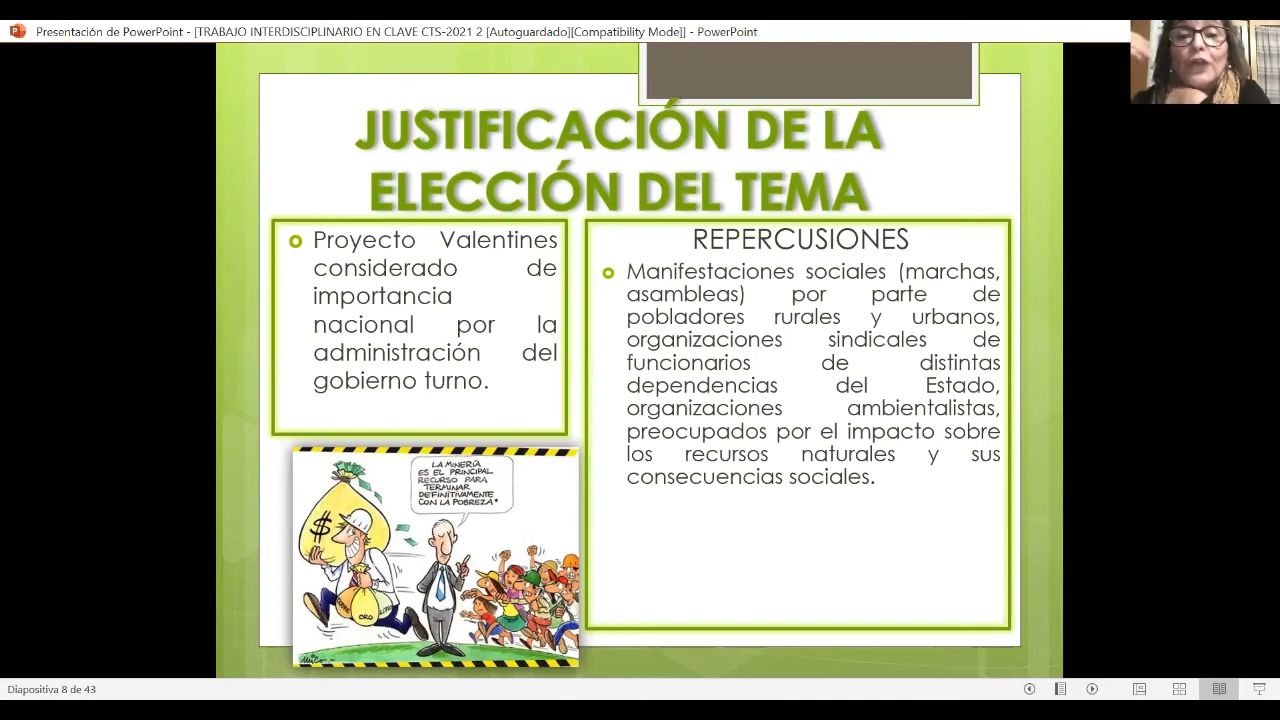 Presentación de PowerPoint - [TRABAJO INTERDISCIPLINARIO EN CLAVE CTS-2021 2 [Autoguardado][Compatibility Mode]] - PowerPoint
JUSTIFICACIÓN DE LA
ELECCIÓN DEL TEMA
Proyecto Valentines
considerado de
importancia
nacional por la
administración del
gobierno turno.
REPERCUSIONES
Manifestaciones sociales (marchas,
asambleas) por parte de
pobladores rurales y urbanos,
organizaciones sindicales de
funcionarios de distintas
dependencias del Estado,
organizaciones ambientalistas,
preocupados por el impacto sobre
los recursos naturales y sus
consecuencias sociales.
LA MINERÍA
ES EL PRINCIPAL
RECURSO PARA
TERMINAR
DEFINITIVAMENTE
CON LA POBREZA"
$
ORO
Diapositiva 8 de 43